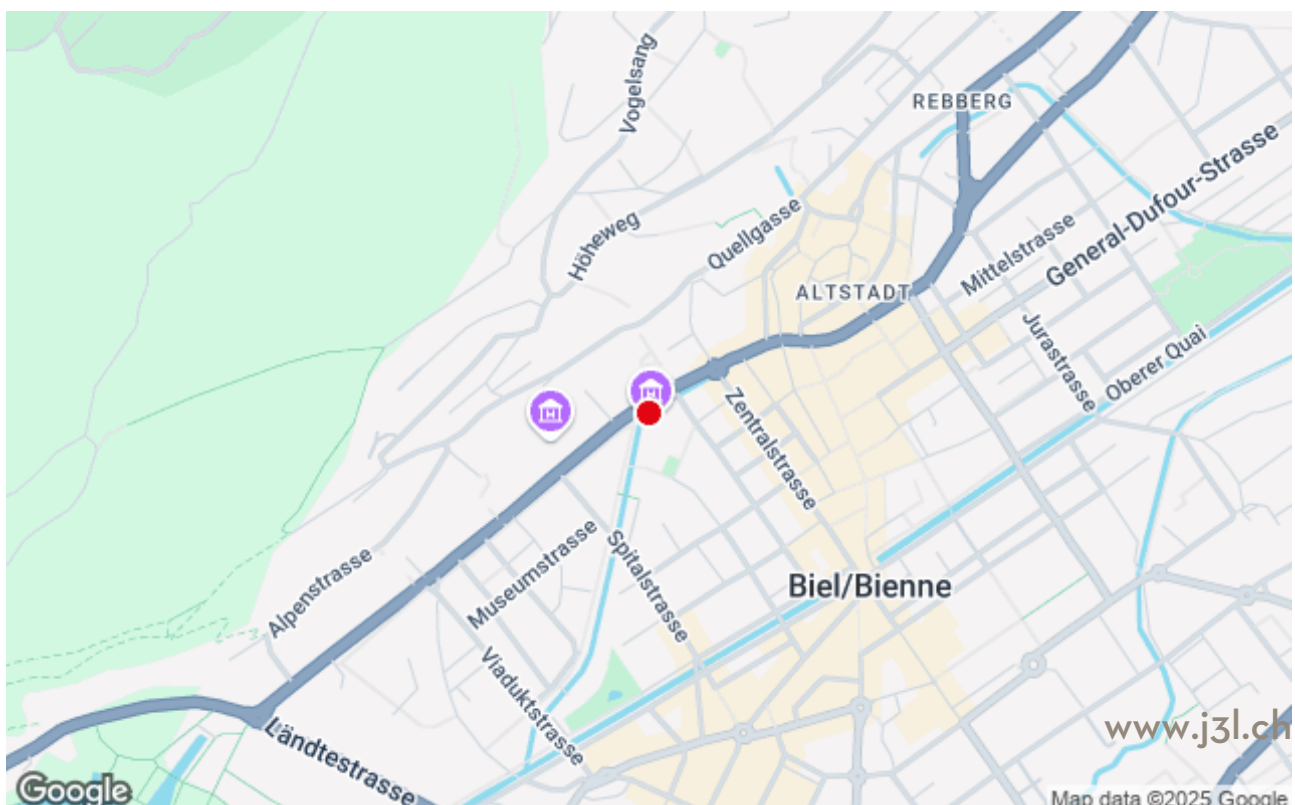 Vogelsang
REBBERG
General-Dufour-Strasse
Höheweg
Quellgasse
Mittelstrasse
ALTSTADT
Jurastrasse
Oberer Quai
H
H
Zentralstrasse
Spitalstrasse
Museumstrasse
Alpenstrasse
Biel/Bienne
Viaduktstrasse
Ländtestrasse
www.j3l.ch
Google
Map data ©2025 Google